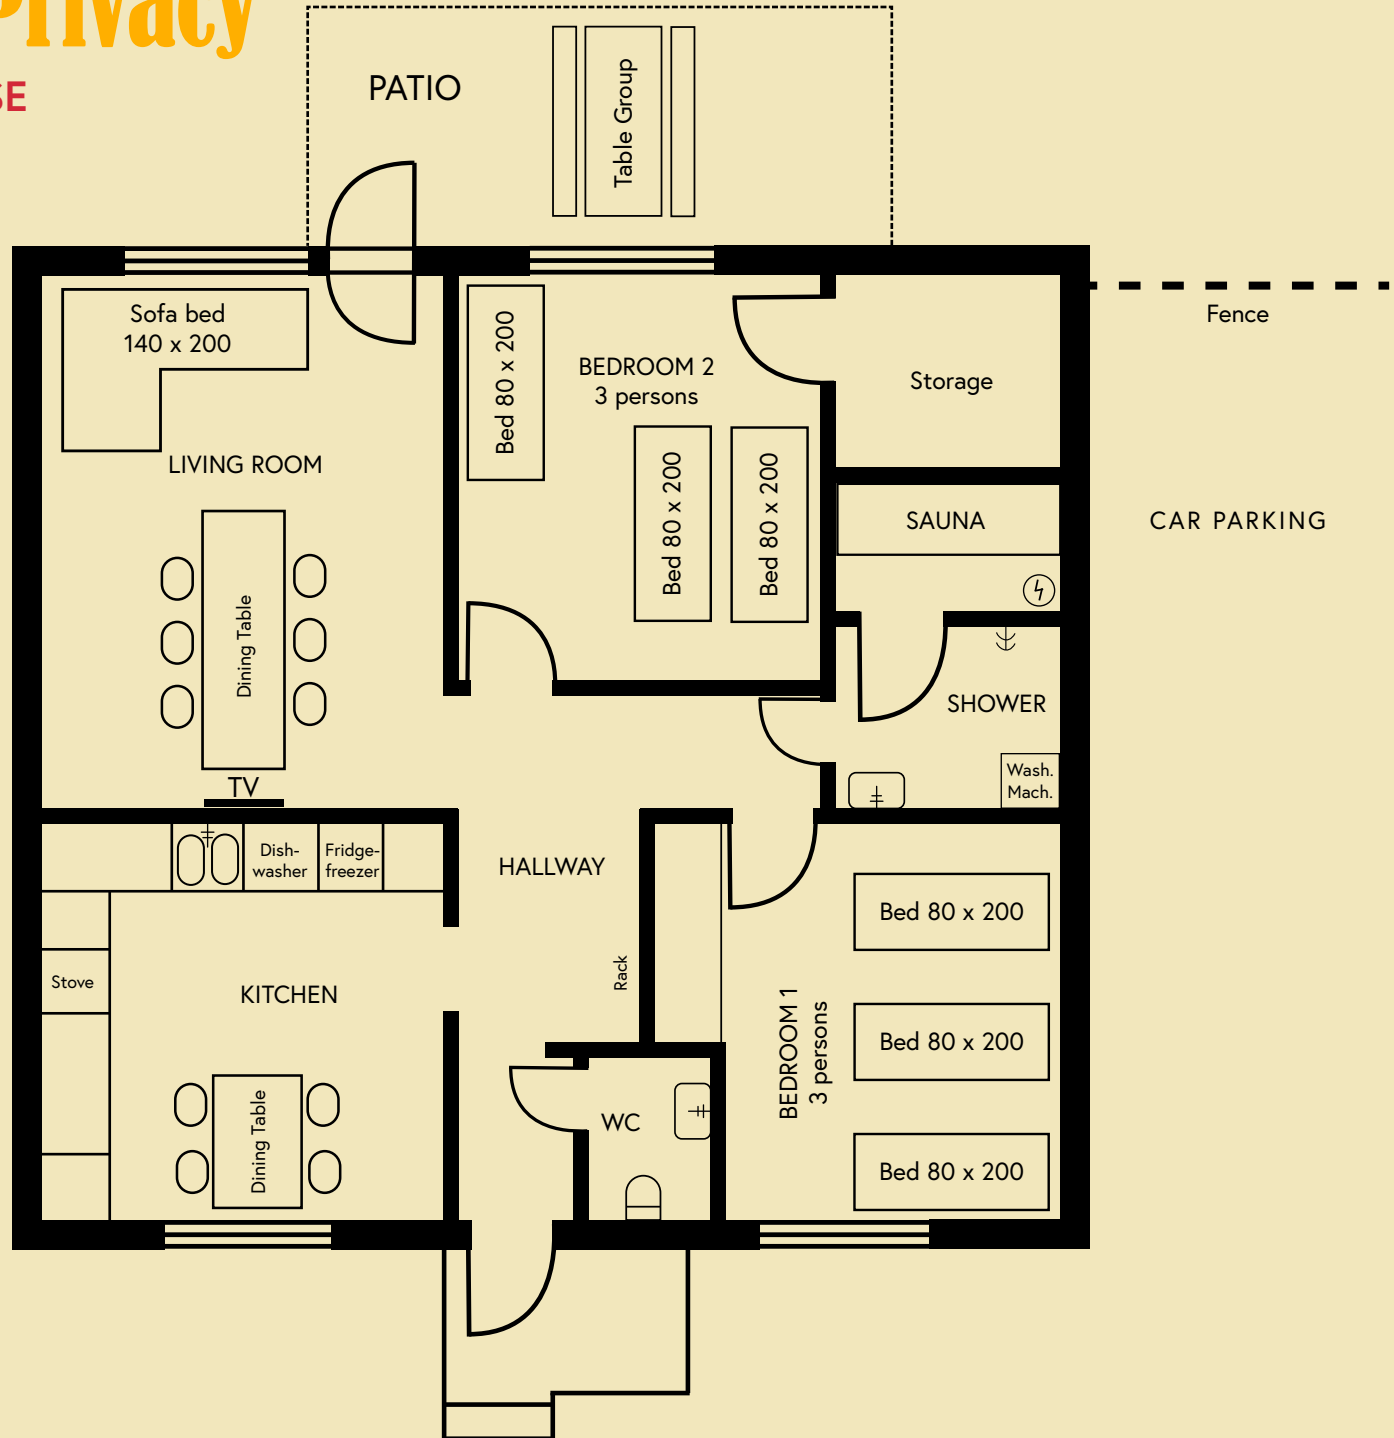 Privacy
SE
PATIO
Table Group
Fence
Sofa bed
140 x 200
Bed 80 x 200
BEDROOM 2
3 persons
Storage
LIVING ROOM
Bed 80 x 200
Bed 80 x 200
SAUNA
CAR PARKING
Dining Table
SHOWER
TV
Wash.
Mach.
Dish-
washer
Fridge-
freezer
HALLWAY
Bed 80 x 200
Stove
KITCHEN
Rack
BEDROOM 1
3 persons
Bed 80 x 200
Dining Table
WC
Bed 80 x 200